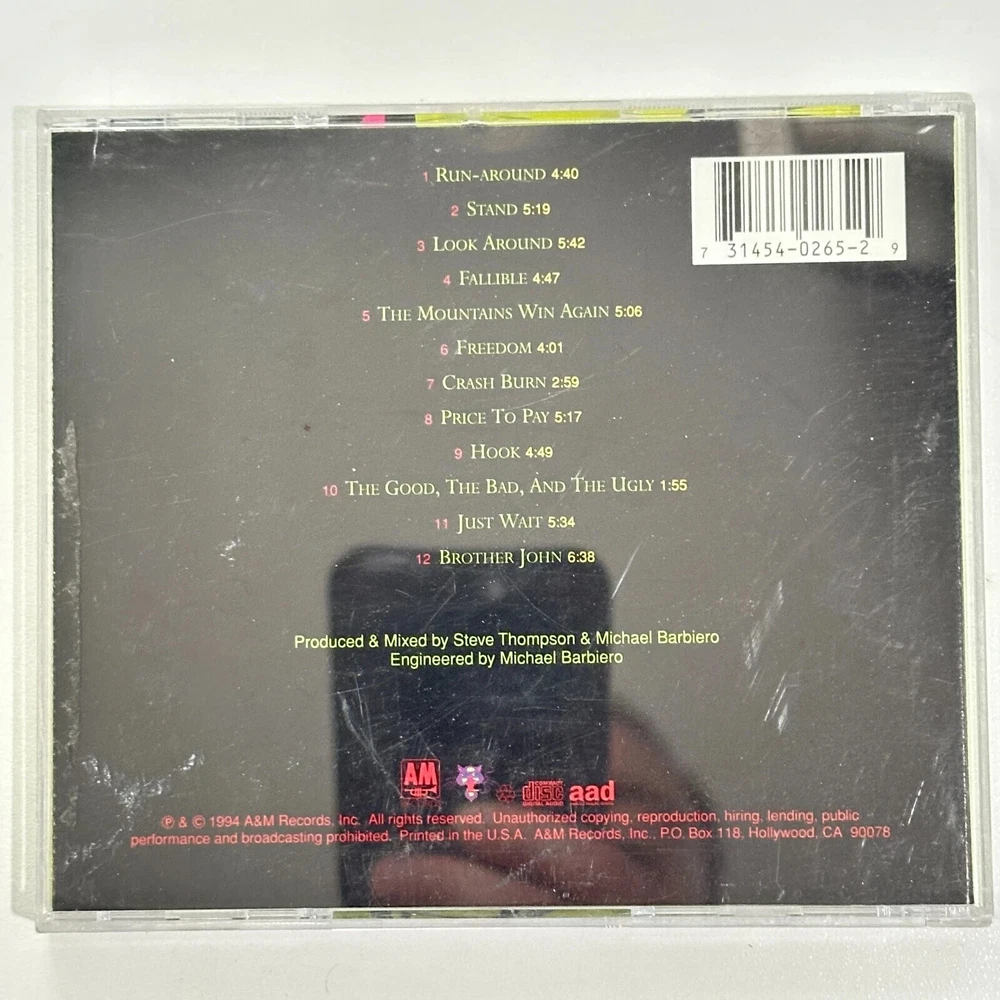 1 RUN-AROUND 4:40
2 STAND 5:19
3 LOOK AROUND 5:42
4 FALLIBLE 4:47
5 THE MOUNTAINS WIN AGAIN 5:06
6 FREEDOM 4:01
7 CRASH BURN 2:59
8 PRICE TO PAY 5:17
9 HOOK 4:49
10 THE GOOD, THE BAD, AND THE UGLY 1:55
11 JUST WAIT 5:34
12 BROTHER JOHN 6:38
7 31454-0265-2 9
Produced & Mixed by Steve Thompson & Michael Barbiero
Engineered by Michael Barbiero
AM
COMPACT
disc
DIGITAL AUDIO
aad
℗ & © 1994 A&M Records, Inc. All rights reserved. Unauthorized copying, reproduction, hiring, lending, public
performance and broadcasting prohibited. Printed in the U.S.A. A&M Records, Inc., P.O. Box 118, Hollywood, CA 90078